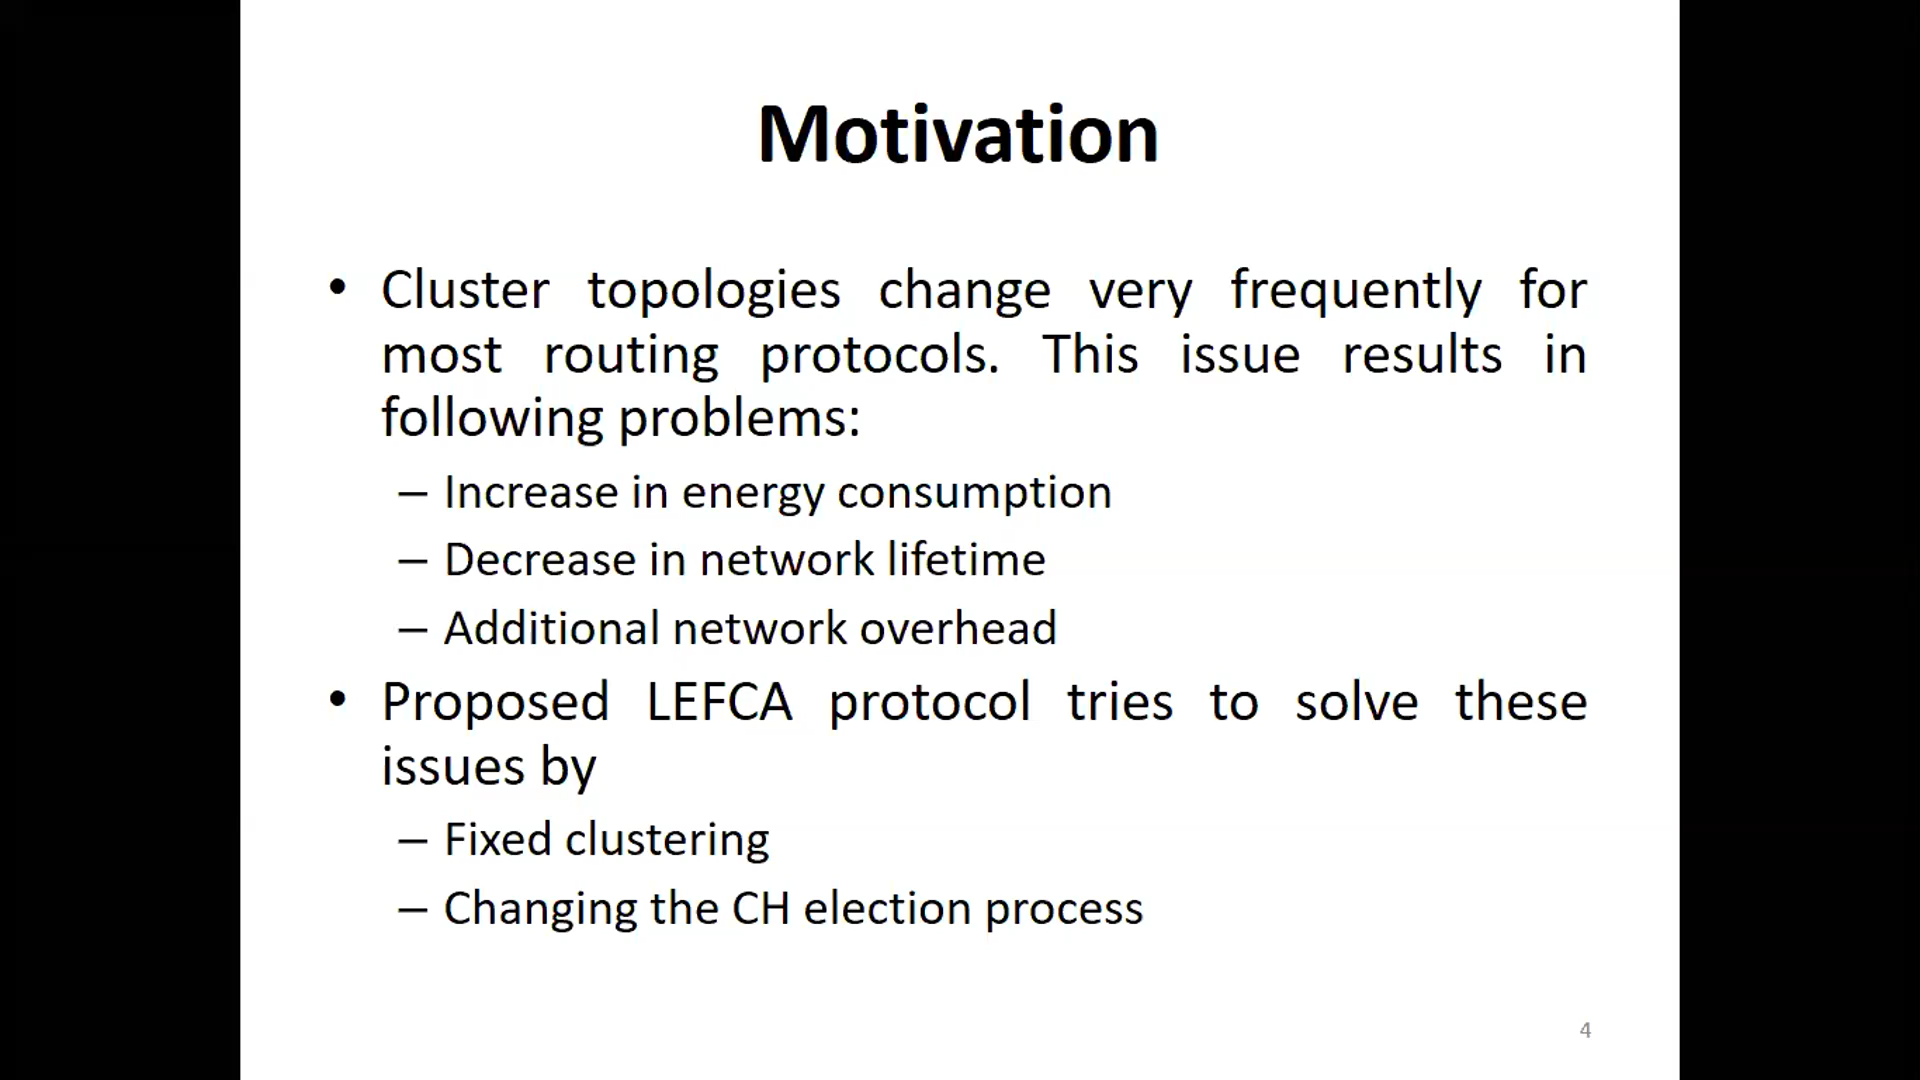 Motivation
• Cluster topologies change very frequently for
most routing protocols. This issue results in
following problems:
– Increase in energy consumption
– Decrease in network lifetime
– Additional network overhead
• Proposed LEFCA protocol tries to solve these
issues by
– Fixed clustering
– Changing the CH election process
4